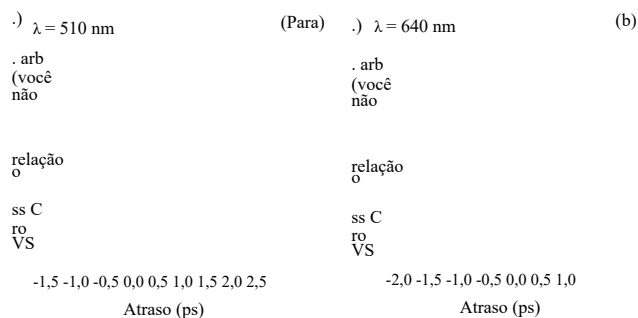 .) λ = 510 nm (Para)
. arb
(você
não
relação
o
ss C
ro
VS
-1,5 -1,0 -0,5 0,0 0,5 1,0 1,5 2,0 2,5
Atraso (ps)
.) λ = 640 nm (b)
. arb
(você
não
relação
o
ss C
ro
VS
-2,0 -1,5 -1,0 -0,5 0,0 0,5 1,0
Atraso (ps)